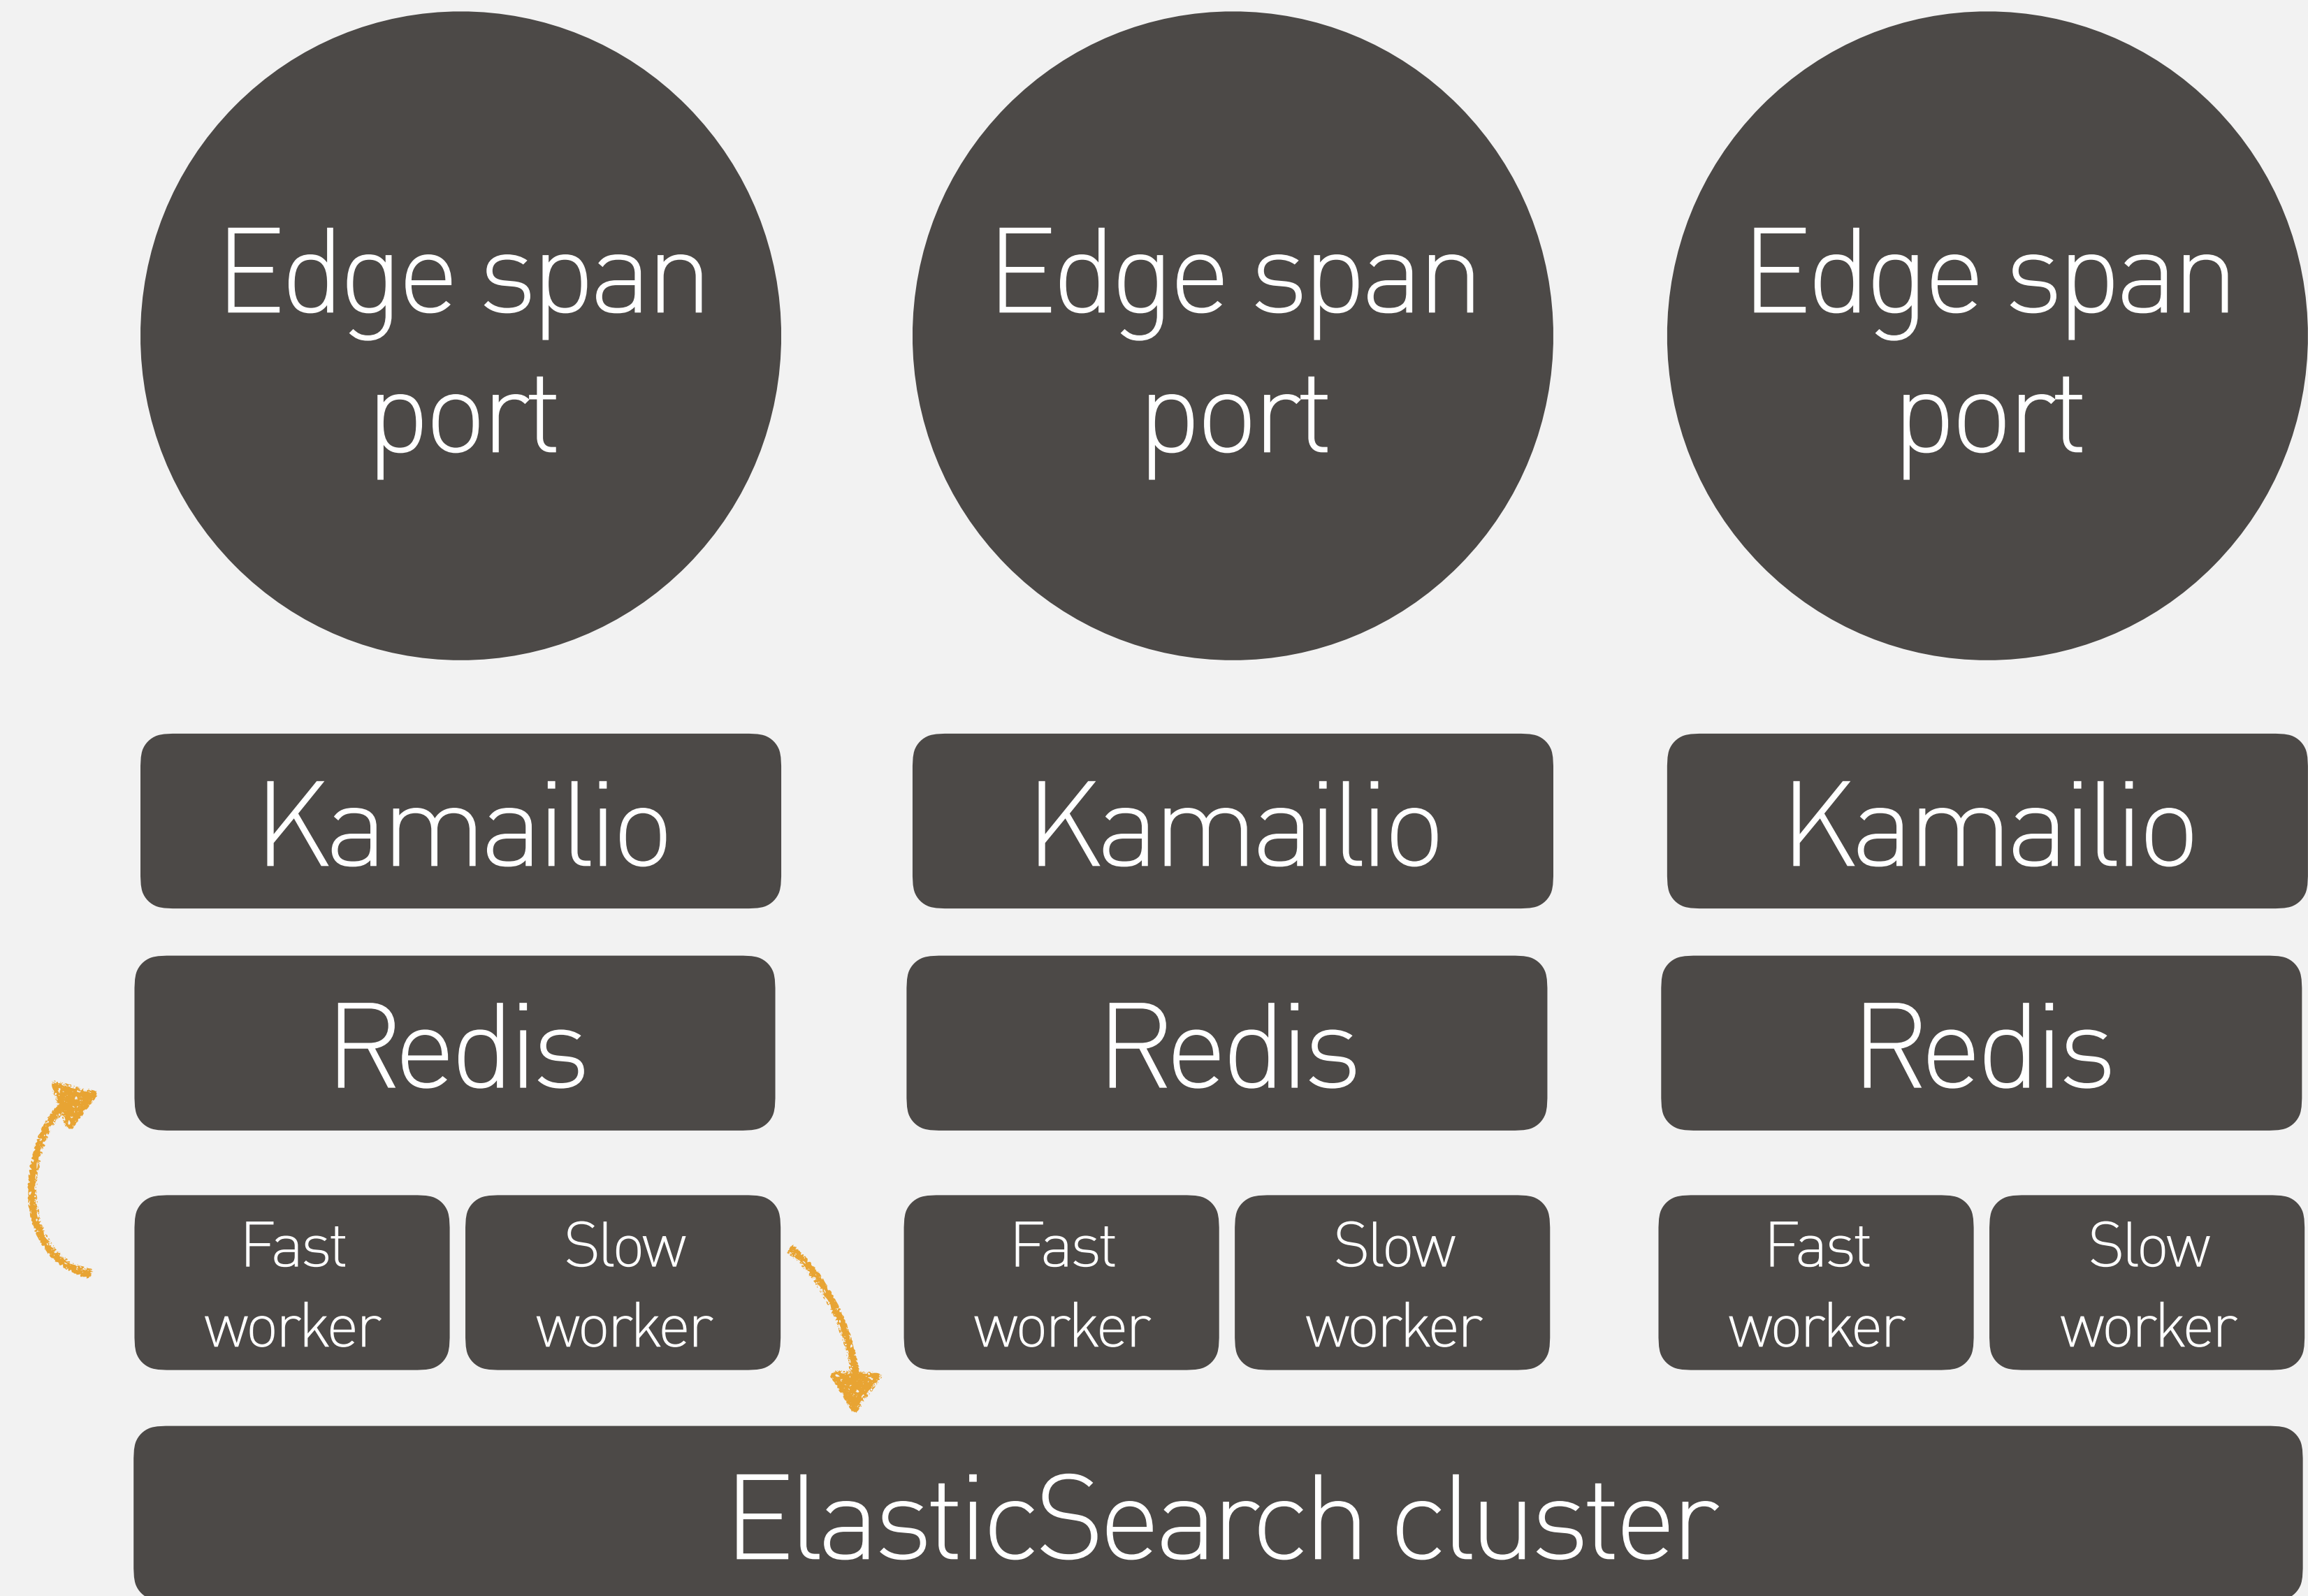 Edge span
port
Edge span
port
Edge span
port
Kamailio
Kamailio
Kamailio
Redis
Redis
Redis
Fast
worker
Slow
worker
Fast
worker
Slow
worker
Fast
worker
Slow
worker
ElasticSearch cluster